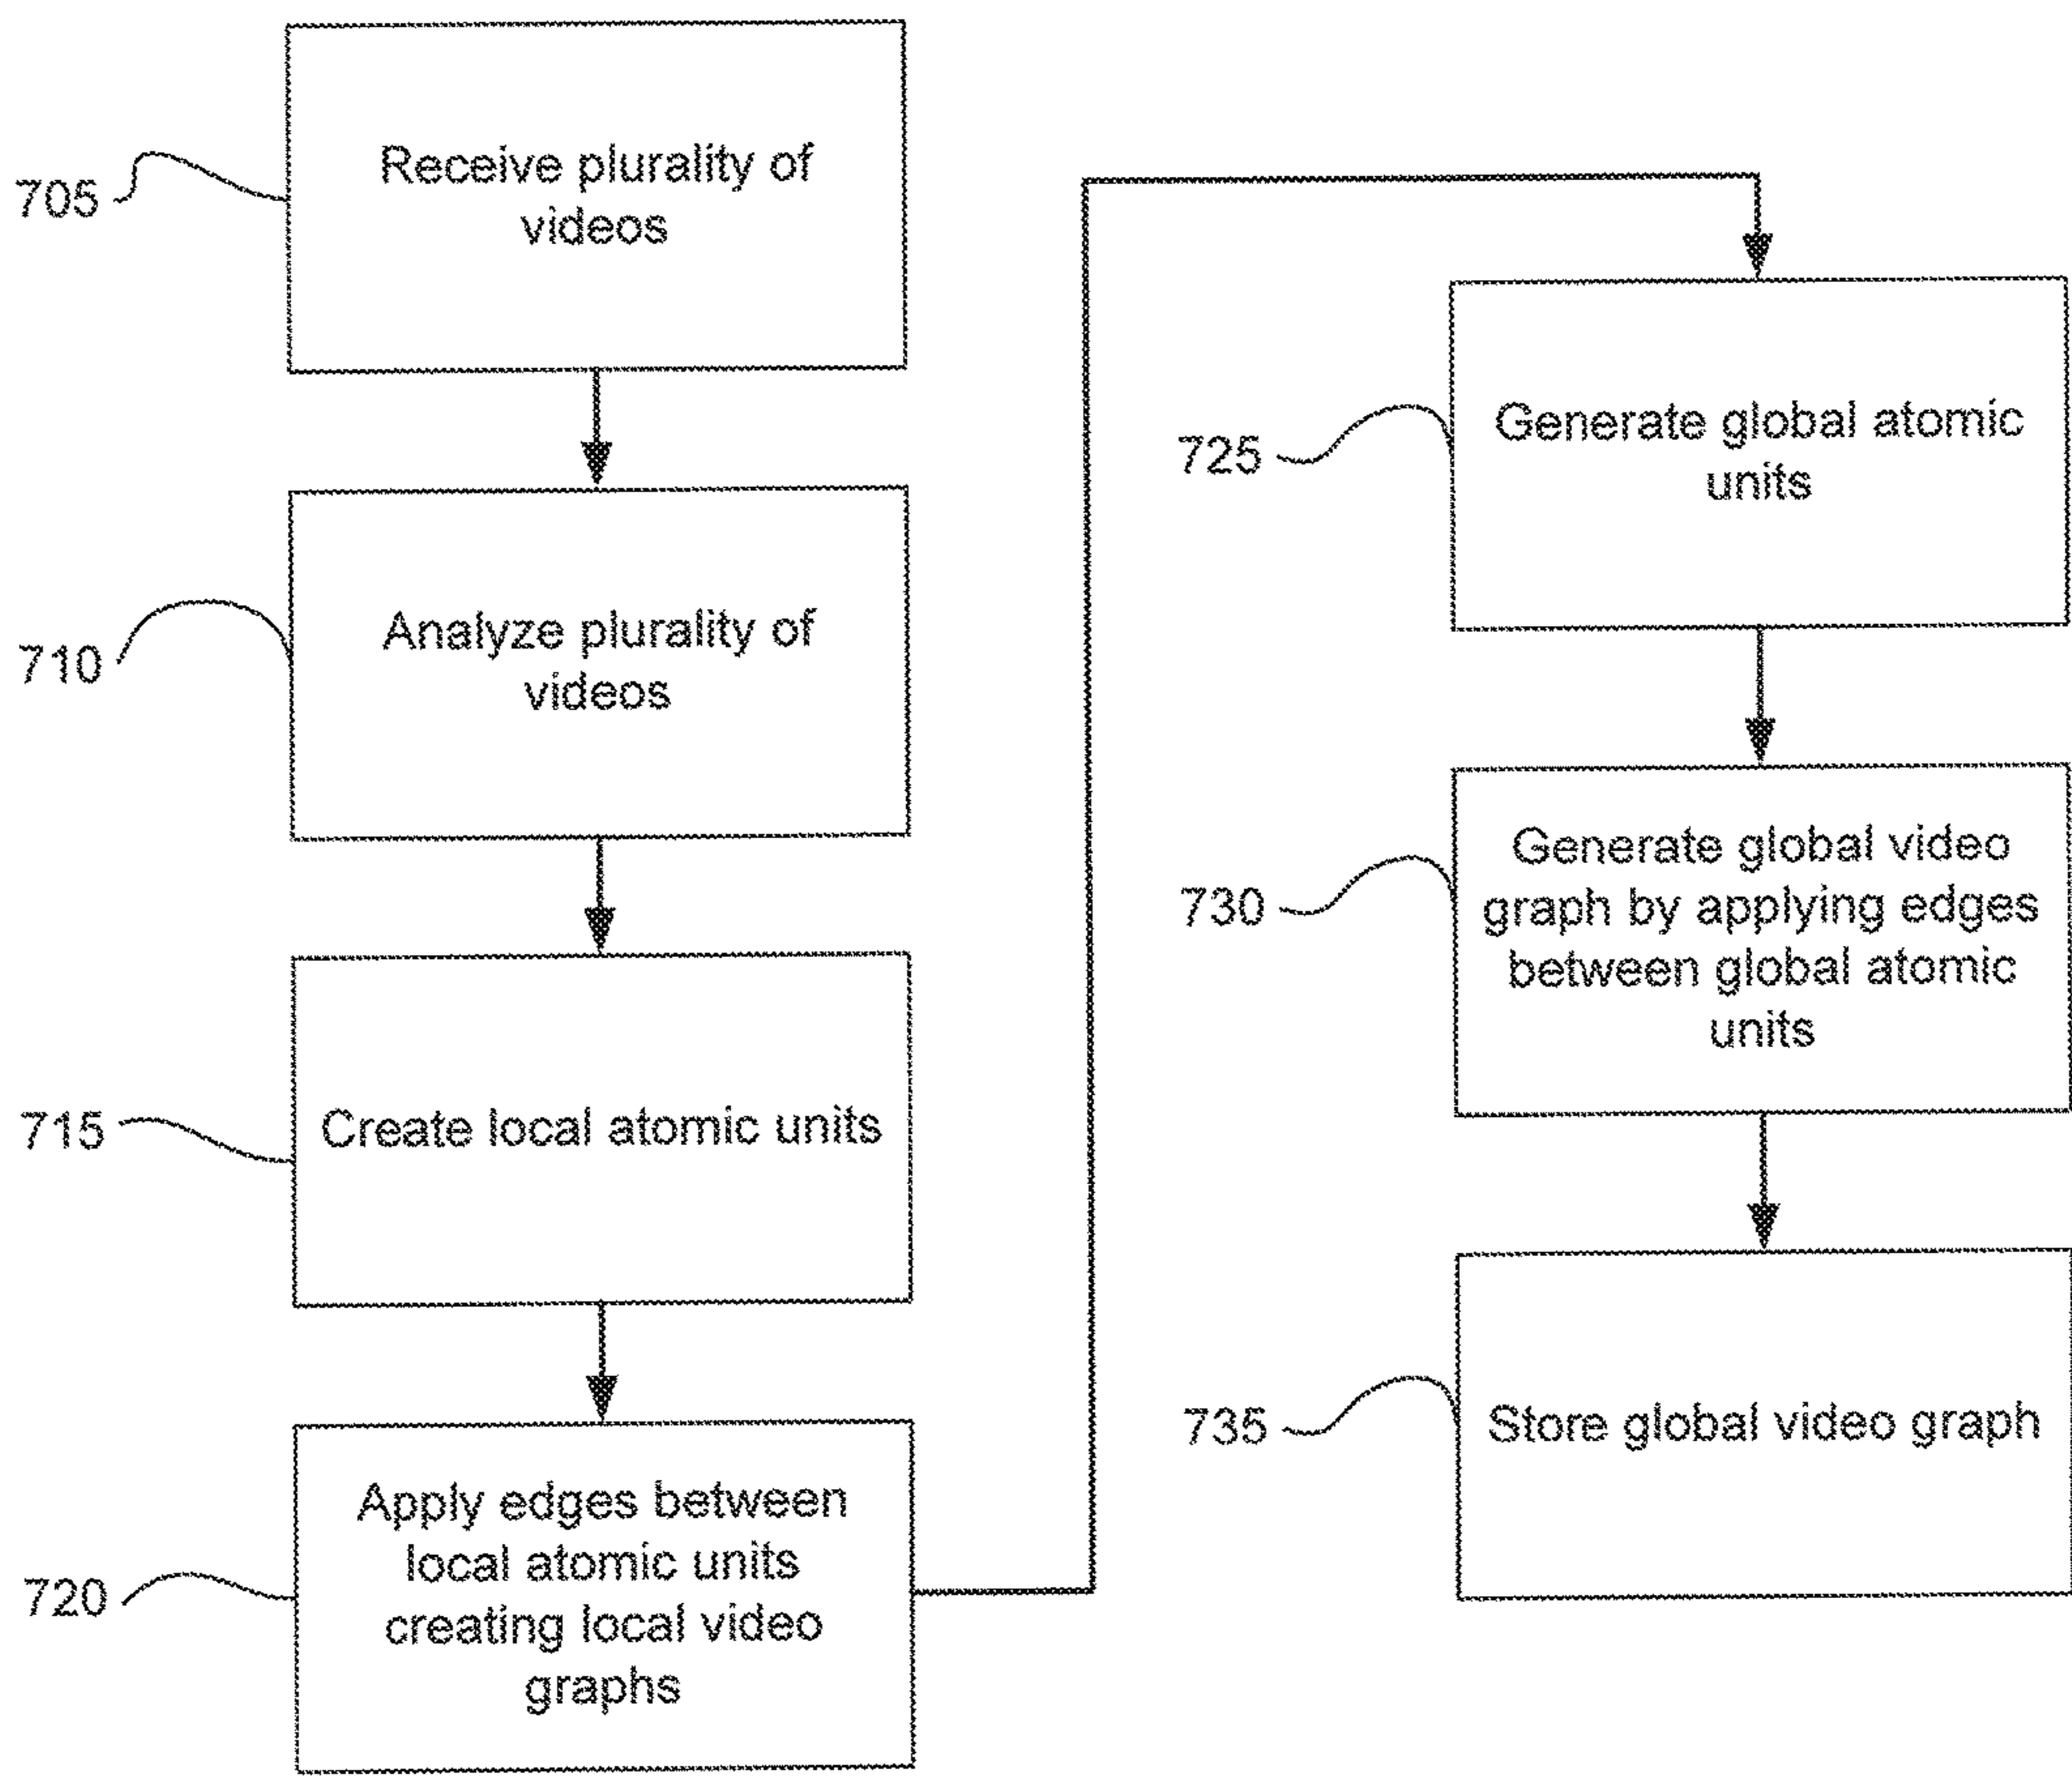 705
Receive plurality of
videos
710
Analyze plurality of
videos
715
Create local atomic units
720
Apply edges between
local atomic units
creating local video
graphs
725
Generate global atomic
units
730
Generate global video
graph by applying edges
between global atomic
units
735
Store global video graph